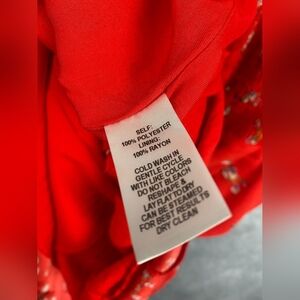 SELF:
100% POLYESTER
LINING:
100% RAYON
COLD WASH IN
GENTLE CYCLE
WITH LIKE COLORS
DO NOT BLEACH
RESHAPE &
LAY FLAT TO DRY
CAN BE STEAMED
FOR BEST RESULTS
DRY CLEAN